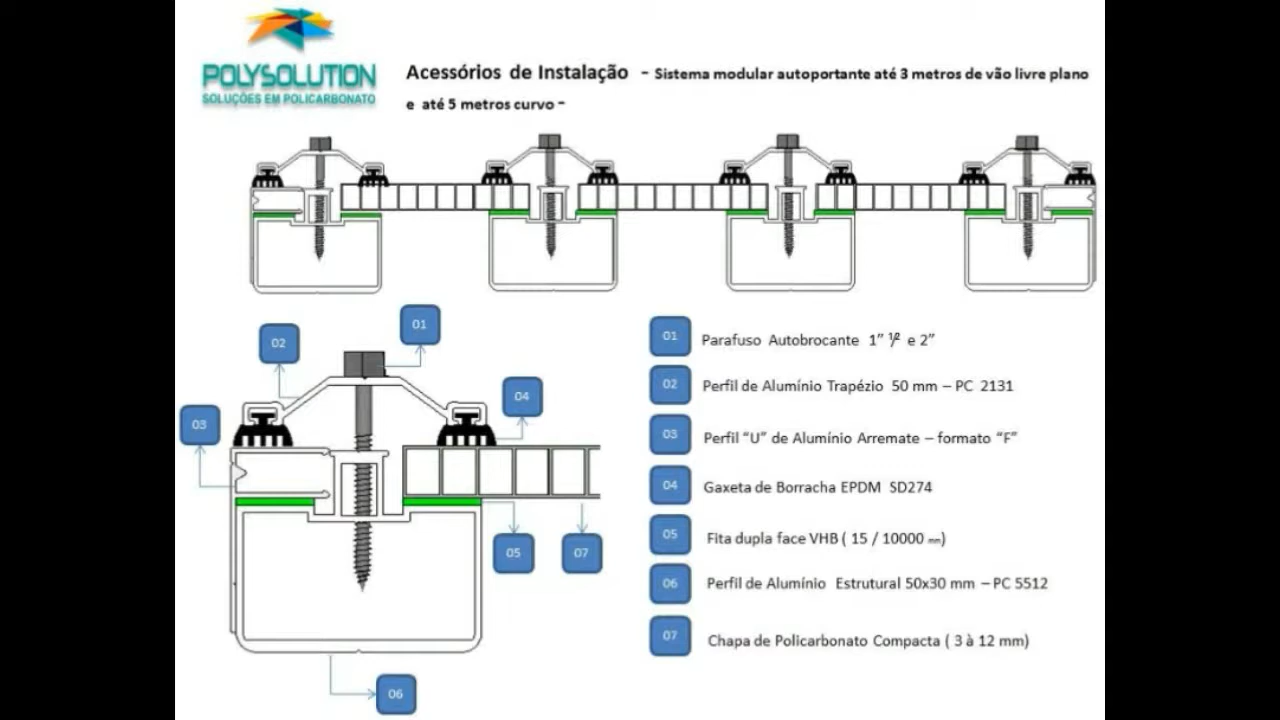 POLYSOLUTION
SOLUÇÕES EM POLICARBONATO
Acessórios de Instalação - Sistema modular autoportante até 3 metros de vão livre plano
e até 5 metros curvo -
01
02
03
04
05
07
06
01 Parafuso Autobrocante 1” ½” e 2”
02 Perfil de Alumínio Trapézio 50 mm – PC 2131
03 Perfil “U” de Alumínio Arremate – formato “F”
04 Gaxeta de Borracha EPDM SD274
05 Fita dupla face VHB ( 15 / 10000 mm)
06 Perfil de Alumínio Estrutural 50x30 mm – PC 5512
07 Chapa de Policarbonato Compacta ( 3 à 12 mm)